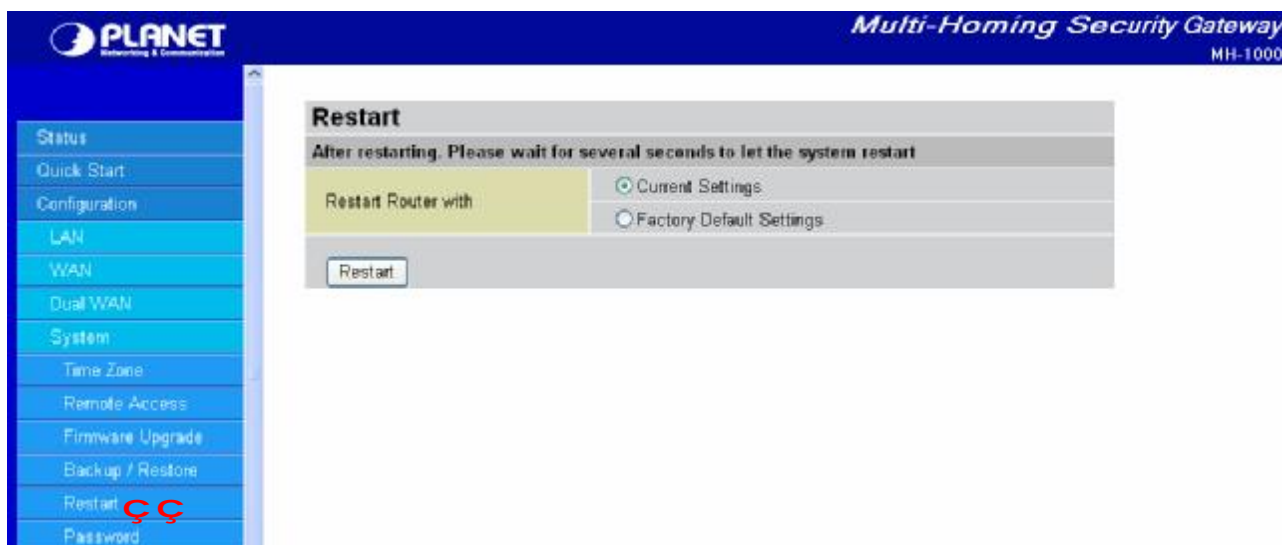 PLANET
Networking & Communication
Multi-Homing Security Gateway
MH-1000
Status
Quick Start
Configuration
LAN
WAN
Dual WAN
System
Time Zone
Remote Access
Firmware Upgrade
Backup / Restore
Restart ç ç
Password
Restart
After restarting. Please wait for several seconds to let the system restart
Restart Router with
Current Settings
Factory Default Settings
Restart